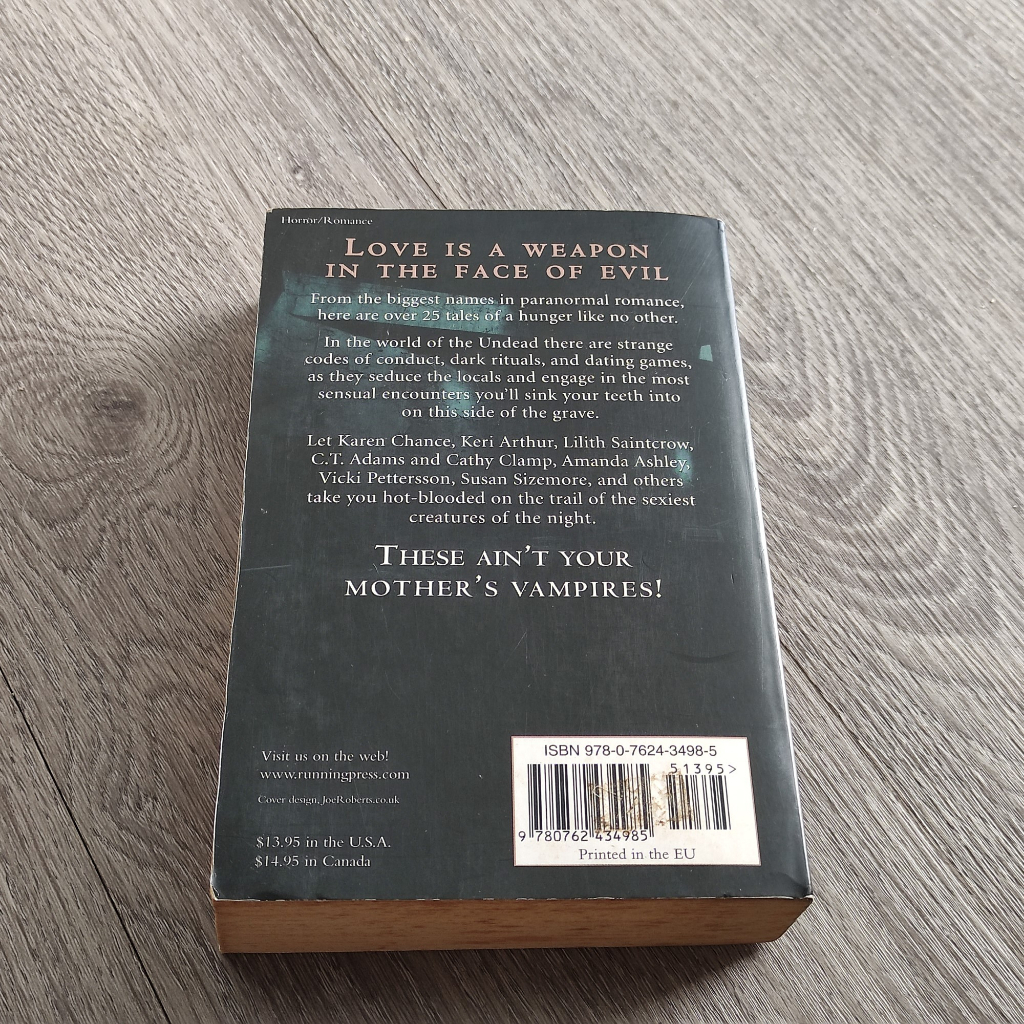 Horror/Romance
LOVE IS A WEAPON
IN THE FACE OF EVIL
From the biggest names in paranormal romance,
here are over 25 tales of a hunger like no other.
In the world of the Undead there are strange
codes of conduct, dark rituals, and dating games,
as they seduce the locals and engage in the most
sensual encounters you'll sink your teeth into
on this side of the grave.
Let Karen Chance, Keri Arthur, Lilith Saintcrow,
C.T. Adams and Cathy Clamp, Amanda Ashley,
Vicki Pettersson, Susan Sizemore, and others
take you hot-blooded on the trail of the sexiest
creatures of the night.
THESE AIN'T YOUR
MOTHER'S VAMPIRES!
Visit us on the web!
www.runningpress.com
Cover design, JoeRoberts.co.uk
$13.95 in the U.S.A.
$14.95 in Canada
ISBN 978-0-7624-3498-5
51395>
9 780762 434985
Printed in the EU